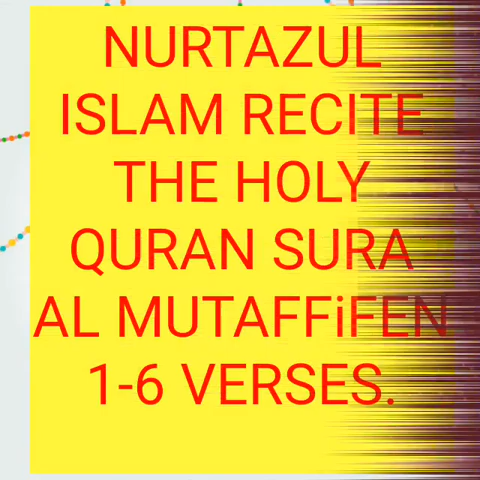 NURTAZUL
ISLAM RECITE
THE HOLY
QURAN SURA
AL MUTAFFiFEN
1-6 VERSES.